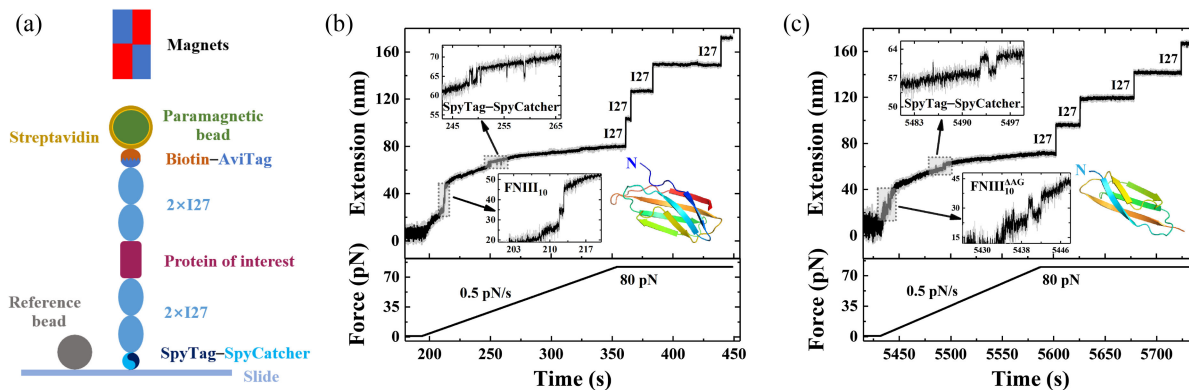 (a)
Magnets
Streptavidin
Paramagnetic
bead
Biotin–AviTag
2×I27
Protein of interest
Reference
bead
2×I27
SpyTag–SpyCatcher
Slide
(b)
Extension (nm)
160
120
80
40
0
70
65
60
55
245
255
265
SpyTag–SpyCatcher
I27
I27
I27
I27
50
40
30
20
FNIII10
203
210
217
N
Force (pN)
70
35
0
0.5 pN/s
80 pN
200
250
300
350
400
450
Time (s)
(c)
Extension (nm)
160
120
80
40
0
64
57
50
5483
5490
5497
SpyTag–SpyCatcher
I27
I27
I27
I27
45
30
15
FNIII10AAG
5430
5438
5446
N
Force (pN)
70
35
0
0.5 pN/s
80 pN
5450
5500
5550
5600
5650
5700
Time (s)